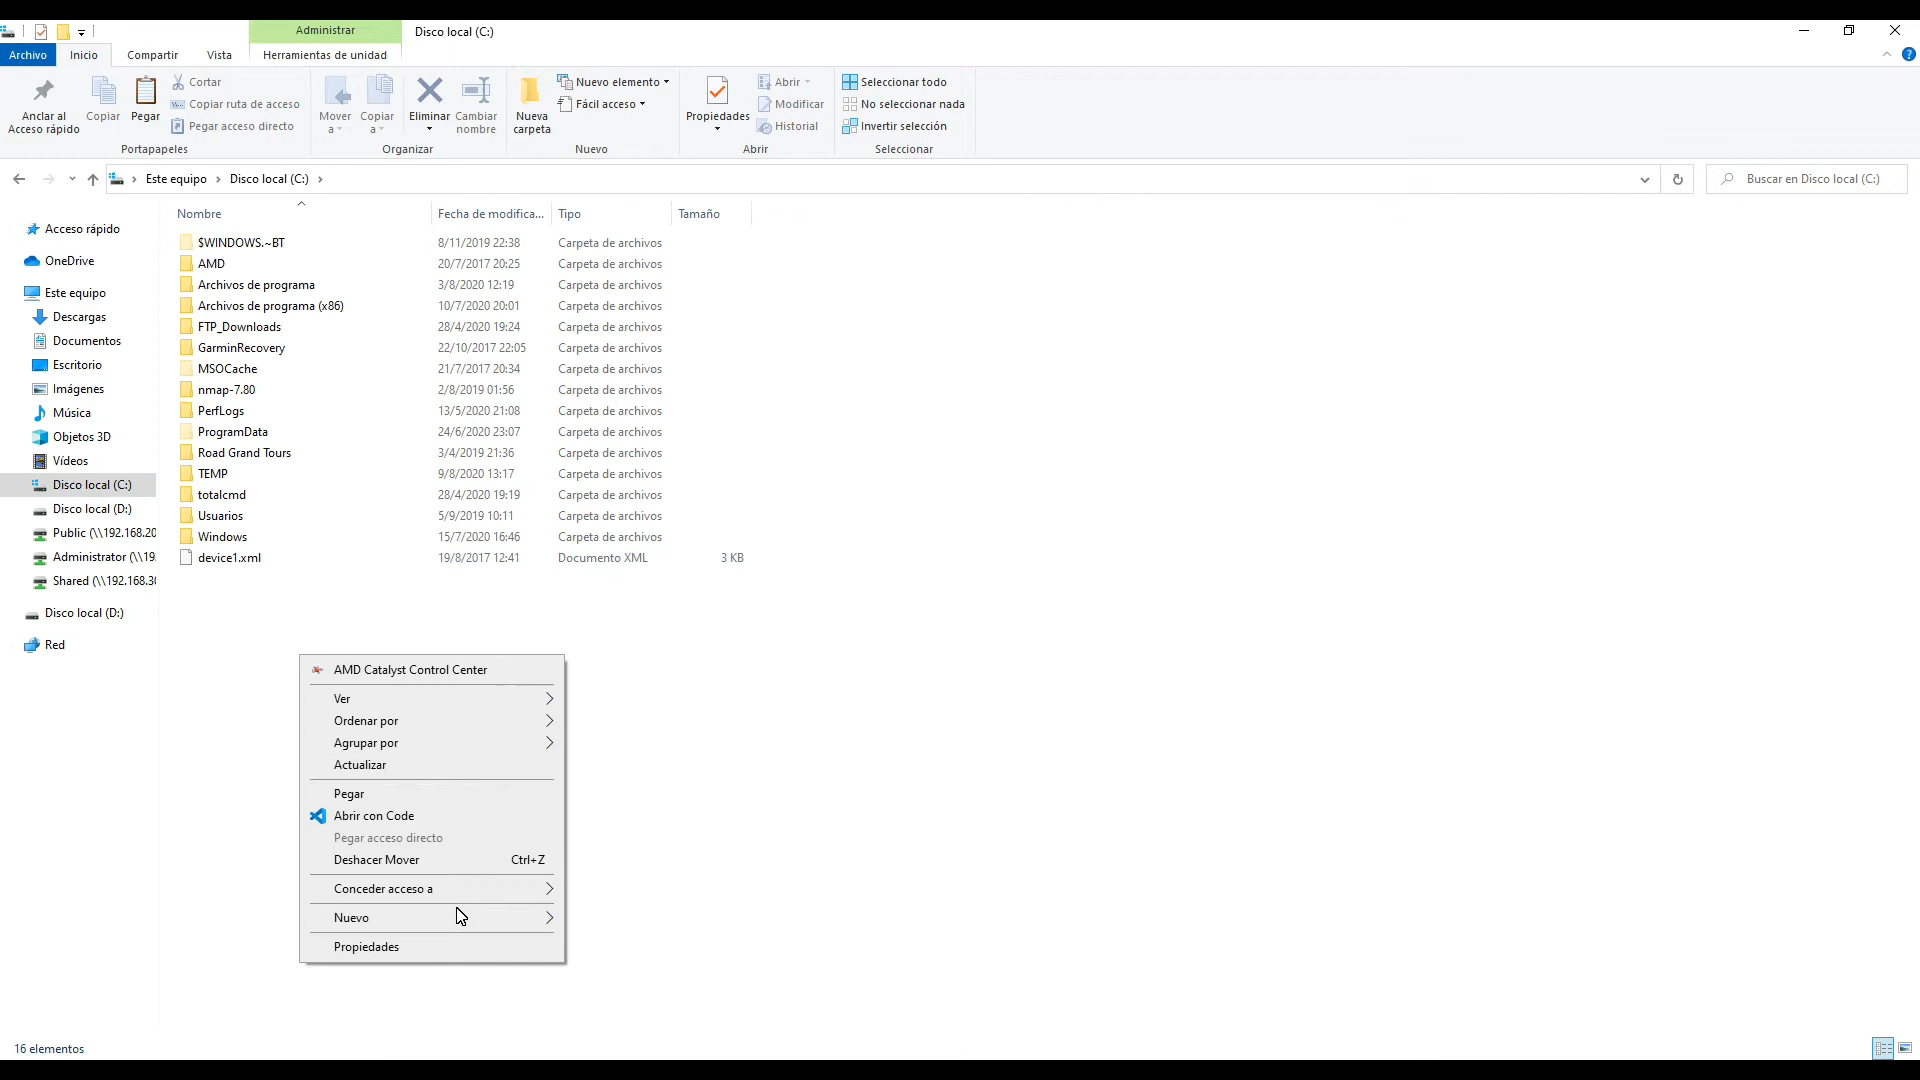 Administrar
Disco local (C:)
Archivo
Inicio
Compartir
Vista
Herramientas de unidad
Anclar al
Acceso rápido
Copiar
Pegar
Cortar
Copiar ruta de acceso
Pegar acceso directo
Portapapeles
Mover
a
Copiar
a
Eliminar
Cambiar
nombre
Organizar
Nueva
carpeta
Nuevo elemento
Fácil acceso
Nuevo
Propiedades
Abrir
Modificar
Historial
Abrir
Seleccionar todo
No seleccionar nada
Invertir selección
Seleccionar
Este equipo > Disco local (C:) >
Buscar en Disco local (C:)
Acceso rápido
OneDrive
Este equipo
Descargas
Documentos
Escritorio
Imágenes
Música
Objetos 3D
Vídeos
Disco local (C:)
Disco local (D:)
Public (\\192.168.20
Administrator (\\19
Shared (\\192.168.30
Disco local (D:)
Red
Nombre Fecha de modifica... Tipo Tamaño
$WINDOWS.~BT 8/11/2019 22:38 Carpeta de archivos
AMD 20/7/2017 20:25 Carpeta de archivos
Archivos de programa 3/8/2020 12:19 Carpeta de archivos
Archivos de programa (x86) 10/7/2020 20:01 Carpeta de archivos
FTP_Downloads 28/4/2020 19:24 Carpeta de archivos
GarminRecovery 22/10/2017 22:05 Carpeta de archivos
MSOCache 21/7/2017 20:34 Carpeta de archivos
nmap-7.80 2/8/2019 01:56 Carpeta de archivos
PerfLogs 13/5/2020 21:08 Carpeta de archivos
ProgramData 24/6/2020 23:07 Carpeta de archivos
Road Grand Tours 3/4/2019 21:36 Carpeta de archivos
TEMP 9/8/2020 13:17 Carpeta de archivos
totalcmd 28/4/2020 19:19 Carpeta de archivos
Usuarios 5/9/2019 10:11 Carpeta de archivos
Windows 15/7/2020 16:46 Carpeta de archivos
device1.xml 19/8/2017 12:41 Documento XML 3 KB
AMD Catalyst Control Center
Ver
Ordenar por
Agrupar por
Actualizar
Pegar
Abrir con Code
Pegar acceso directo
Deshacer Mover Ctrl+Z
Conceder acceso a
Nuevo
Propiedades
16 elementos